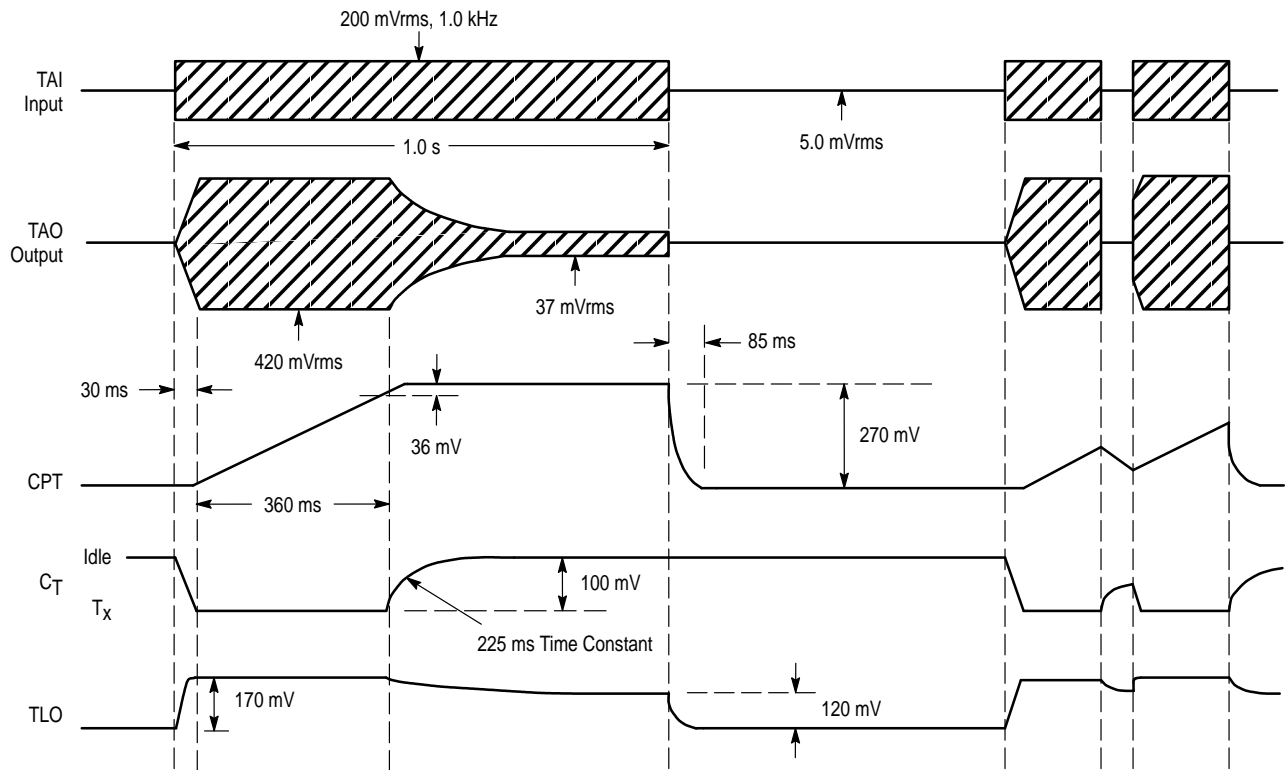 200 mVrms, 1.0 kHz
TAI
Input
5.0 mVrms
1.0 s
TAO
Output
37 mVrms
85 ms
420 mVrms
30 ms
36 mV
270 mV
CPT
360 ms
Idle
CT
100 mV
TX
225 ms Time Constant
170 mV
120 mV
TLO